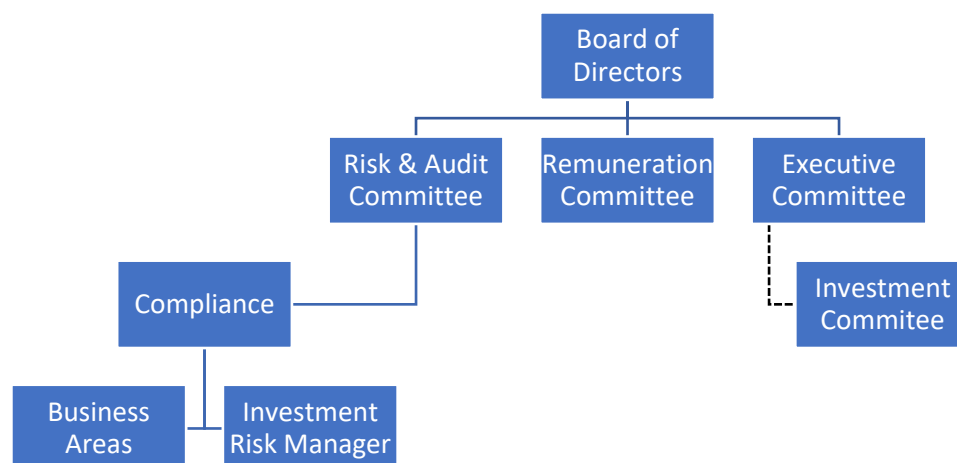 Board of
Directors
Risk & Audit
Committee
Remuneration
Committee
Executive
Committee
Compliance
Investment
Commitee
Business
Areas
Investment
Risk Manager